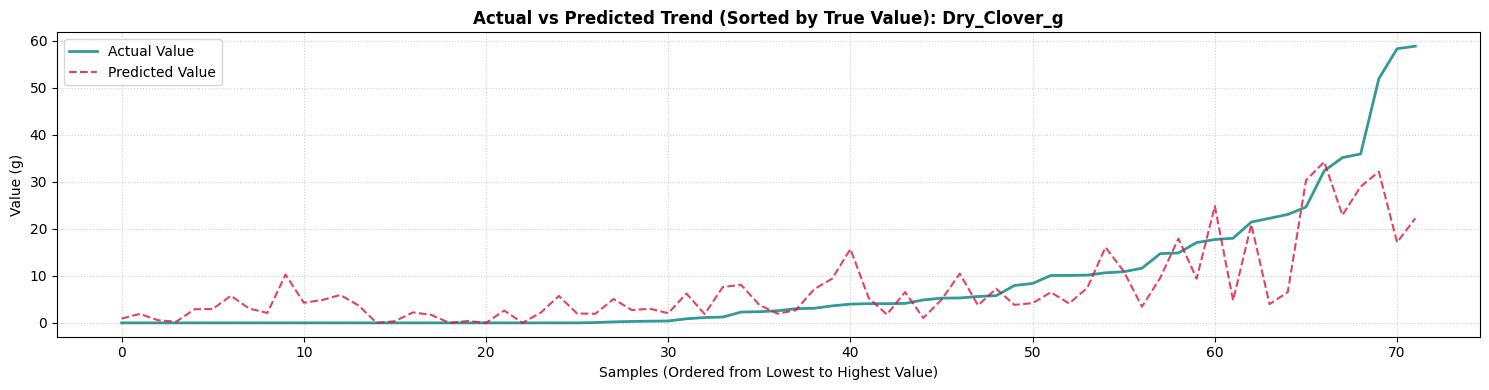 Actual vs Predicted Trend (Sorted by True Value): Dry_Clover_g
Actual Value
Predicted Value
60
50
40
30
20
10
0
Value (g)
0 10 20 30 40 50 60 70
Samples (Ordered from Lowest to Highest Value)